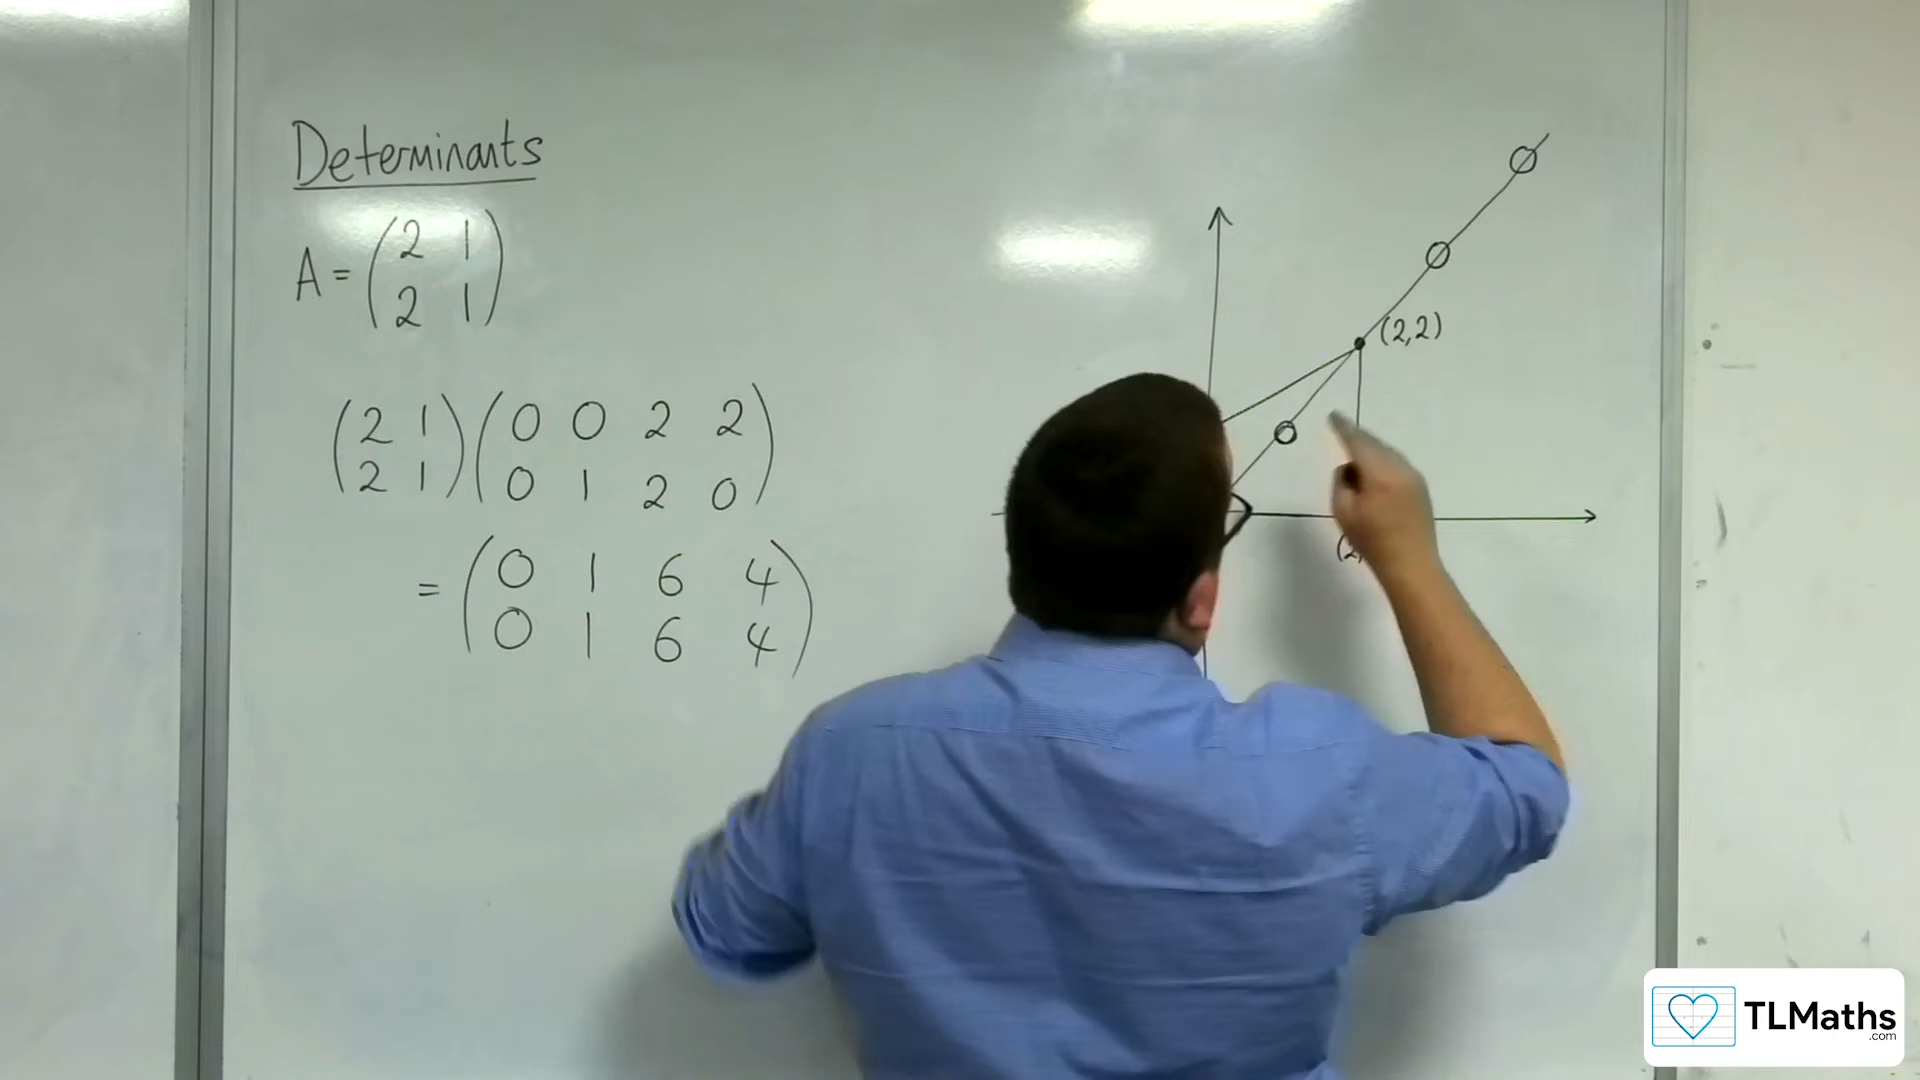 Determinants
A = (2 1
2 1)
(2 1
2 1) (0 0 2 2
0 1 2 0)
= (0 1 6 4
0 1 6 4)
(2,2)
(2
TLMaths
.com